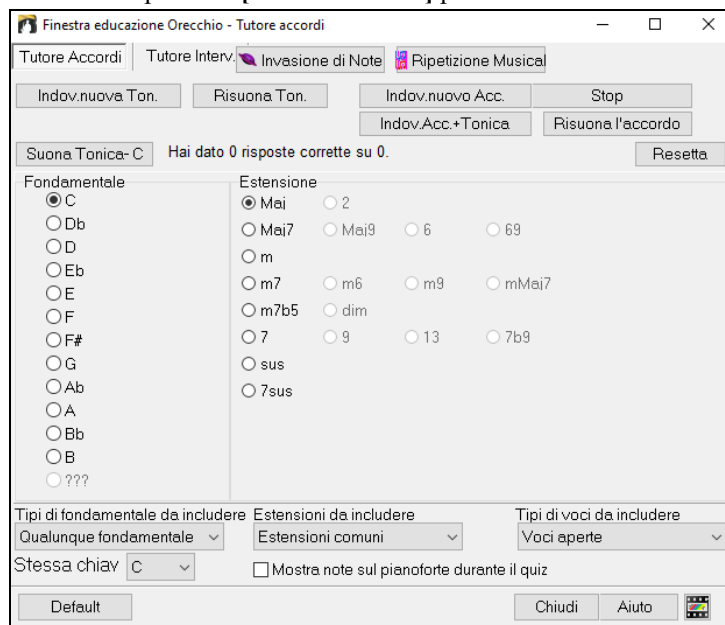 Finestra educazione Orecchio - Tutore accordi
Tutore Accordi Tutore Interv. Invasione di Note Ripetizione Musical
Indov.nuova Ton. Risuona Ton. Indov.nuovo Acc. Stop
Indov.Acc.+Tonica Risuona l'accordo
Suona Tonica- C Hai dato 0 risposte corrette su 0. Resetta
Fondamentale Estensione
C Maj 2
Db Maj7 Maj9 6 69
D m
Eb m7 m6 m9 mMaj7
E m7b5 dim
F 7 9 13 7b9
F# sus
G 7sus
Ab
A
Bb
B
???
Tipi di fondamentale da includere Estensioni da includere Tipi di voci da includere
Qualunque fondamentale Estensioni comuni Voci aperte
Stessa chiav C Mostra note sul pianoforte durante il quiz
Default Chiudi Aiuto